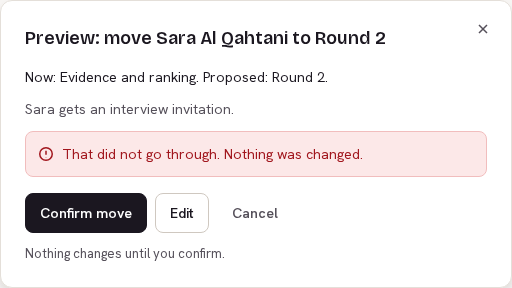 Preview: move Sara Al Qahtani to Round 2
Now: Evidence and ranking. Proposed: Round 2.
Sara gets an interview invitation.
That did not go through. Nothing was changed.
Confirm move Edit Cancel
Nothing changes until you confirm.